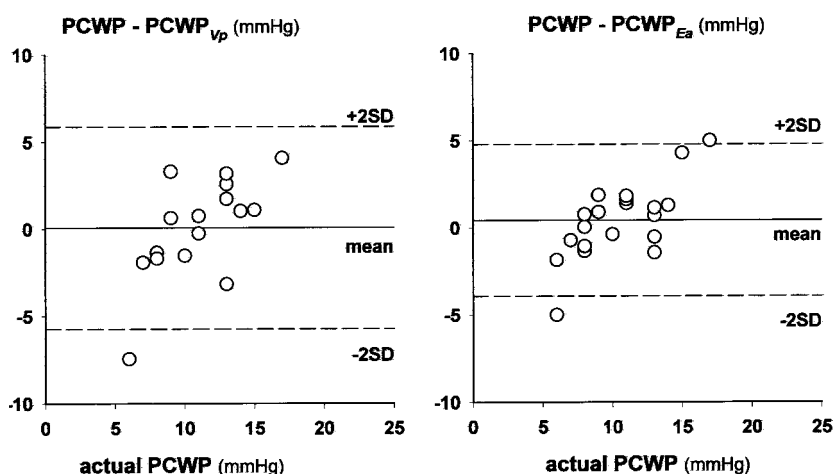 PCWP - PCWPVp (mmHg)
10
5
0
-5
-10
+2SD
mean
-2SD
0 5 10 15 20 25
actual PCWP (mmHg)
PCWP - PCWPEa (mmHg)
10
5
0
-5
-10
+2SD
mean
-2SD
0 5 10 15 20 25
actual PCWP (mmHg)